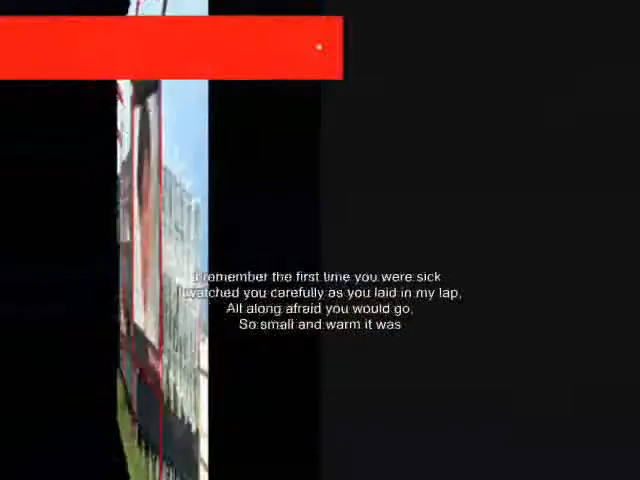 I remember the first time you were sick
I watched you carefully as you laid in my lap,
All along afraid you would go,
So small and warm it was